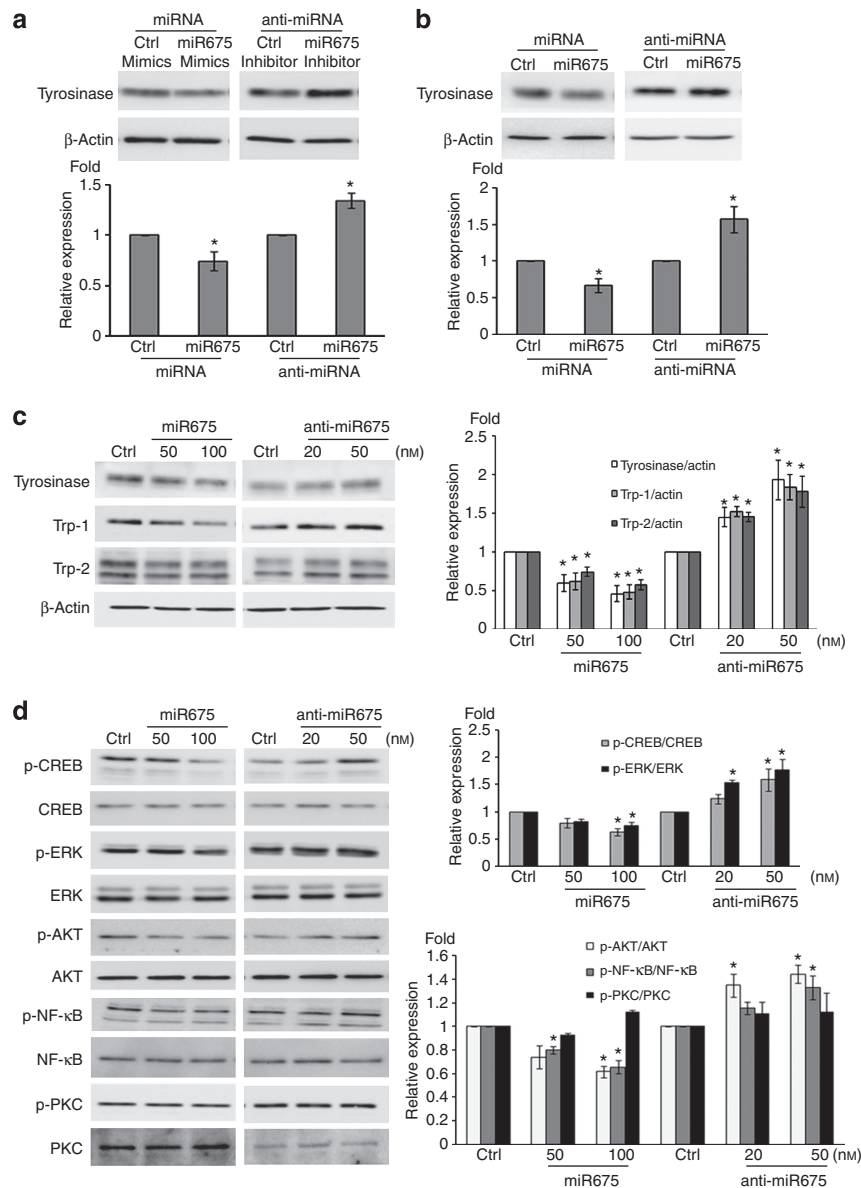 a
miRNA anti-miRNA
Ctrl miR675 Ctrl miR675
Mimics Mimics Inhibitor Inhibitor
Tyrosinase
β-Actin
Fold
Relative expression
1.5
1
0.5
0
* *
Ctrl miR675 Ctrl miR675
miRNA anti-miRNA
b
miRNA anti-miRNA
Ctrl miR675 Ctrl miR675
Tyrosinase
β-Actin
Fold
Relative expression
2
1.5
1
0.5
0
* *
Ctrl miR675 Ctrl miR675
miRNA anti-miRNA
c
miR675 anti-miR675
Ctrl 50 100 Ctrl 20 50 (nM)
Tyrosinase
Trp-1
Trp-2
β-Actin
Fold
Relative expression
2.5
2
1.5
1
0.5
0
Tyrosinase/actin
Trp-1/actin
Trp-2/actin
* * * * * * * * * * * *
Ctrl 50 100 Ctrl 20 50 (nM)
miR675 anti-miR675
d
miR675 anti-miR675
Ctrl 50 100 Ctrl 20 50 (nM)
p-CREB
CREB
p-ERK
ERK
p-AKT
AKT
p-NF-κB
NF-κB
p-PKC
PKC
Fold
Relative expression
2.5
2
1.5
1
0.5
0
p-CREB/CREB
p-ERK/ERK
* * * * *
Ctrl 50 100 Ctrl 20 50 (nM)
miR675 anti-miR675
Fold
Relative expression
1.6
1.4
1.2
1
0.8
0.6
0.4
0.2
0
p-AKT/AKT
p-NF-κB/NF-κB
p-PKC/PKC
* * * * * *
Ctrl 50 100 Ctrl 20 50 (nM)
miR675 anti-miR675